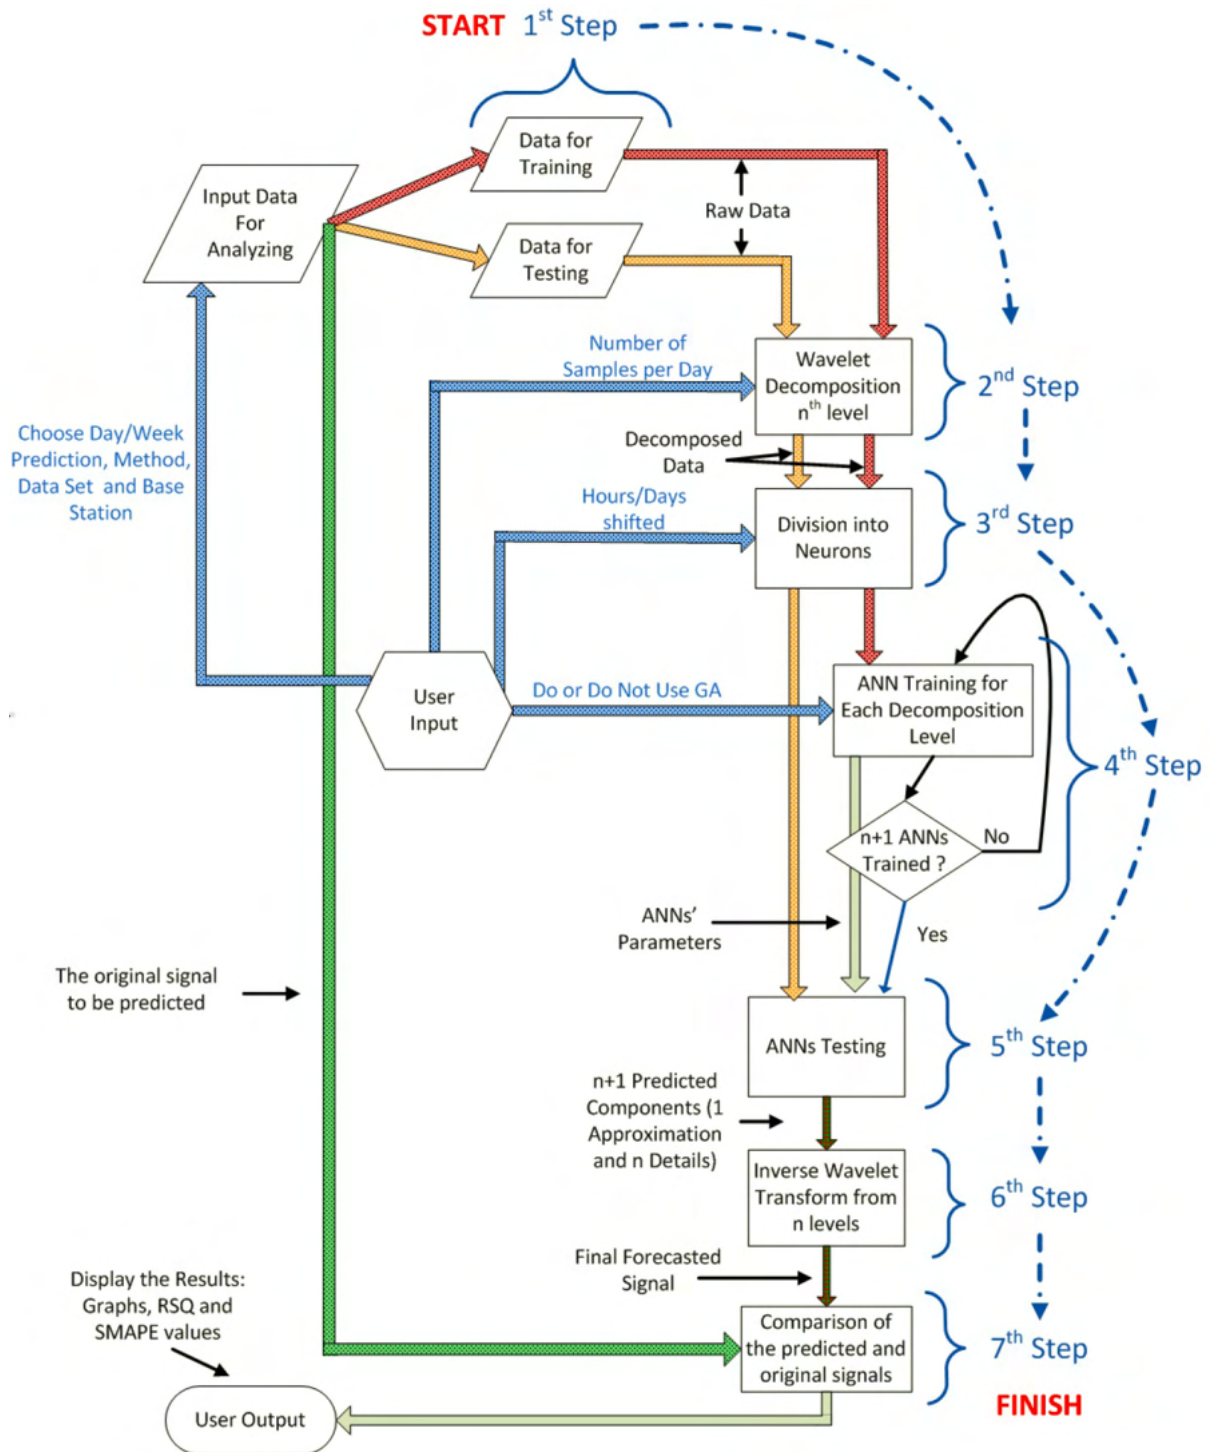 START 1st Step
Data for
Training
Input Data
For
Analyzing
Raw Data
Data for
Testing
Number of
Samples per Day
Wavelet
Decomposition
nth level
2nd Step
Choose Day/Week
Prediction, Method,
Data Set and Base
Station
Decomposed
Data
Hours/Days
shifted
Division into
Neurons
3rd Step
User
Input
Do or Do Not Use GA
ANN Training for
Each Decomposition
Level
4th Step
n+1 ANNs
Trained ?
No
ANNs'
Parameters
Yes
The original signal
to be predicted
ANNs Testing
5th Step
n+1 Predicted
Components (1
Approximation
and n Details)
Inverse Wavelet
Transform from
n levels
6th Step
Final Forecasted
Signal
Display the Results:
Graphs, RSQ and
SMAPE values
Comparison of
the predicted and
original signals
7th Step
FINISH
User Output